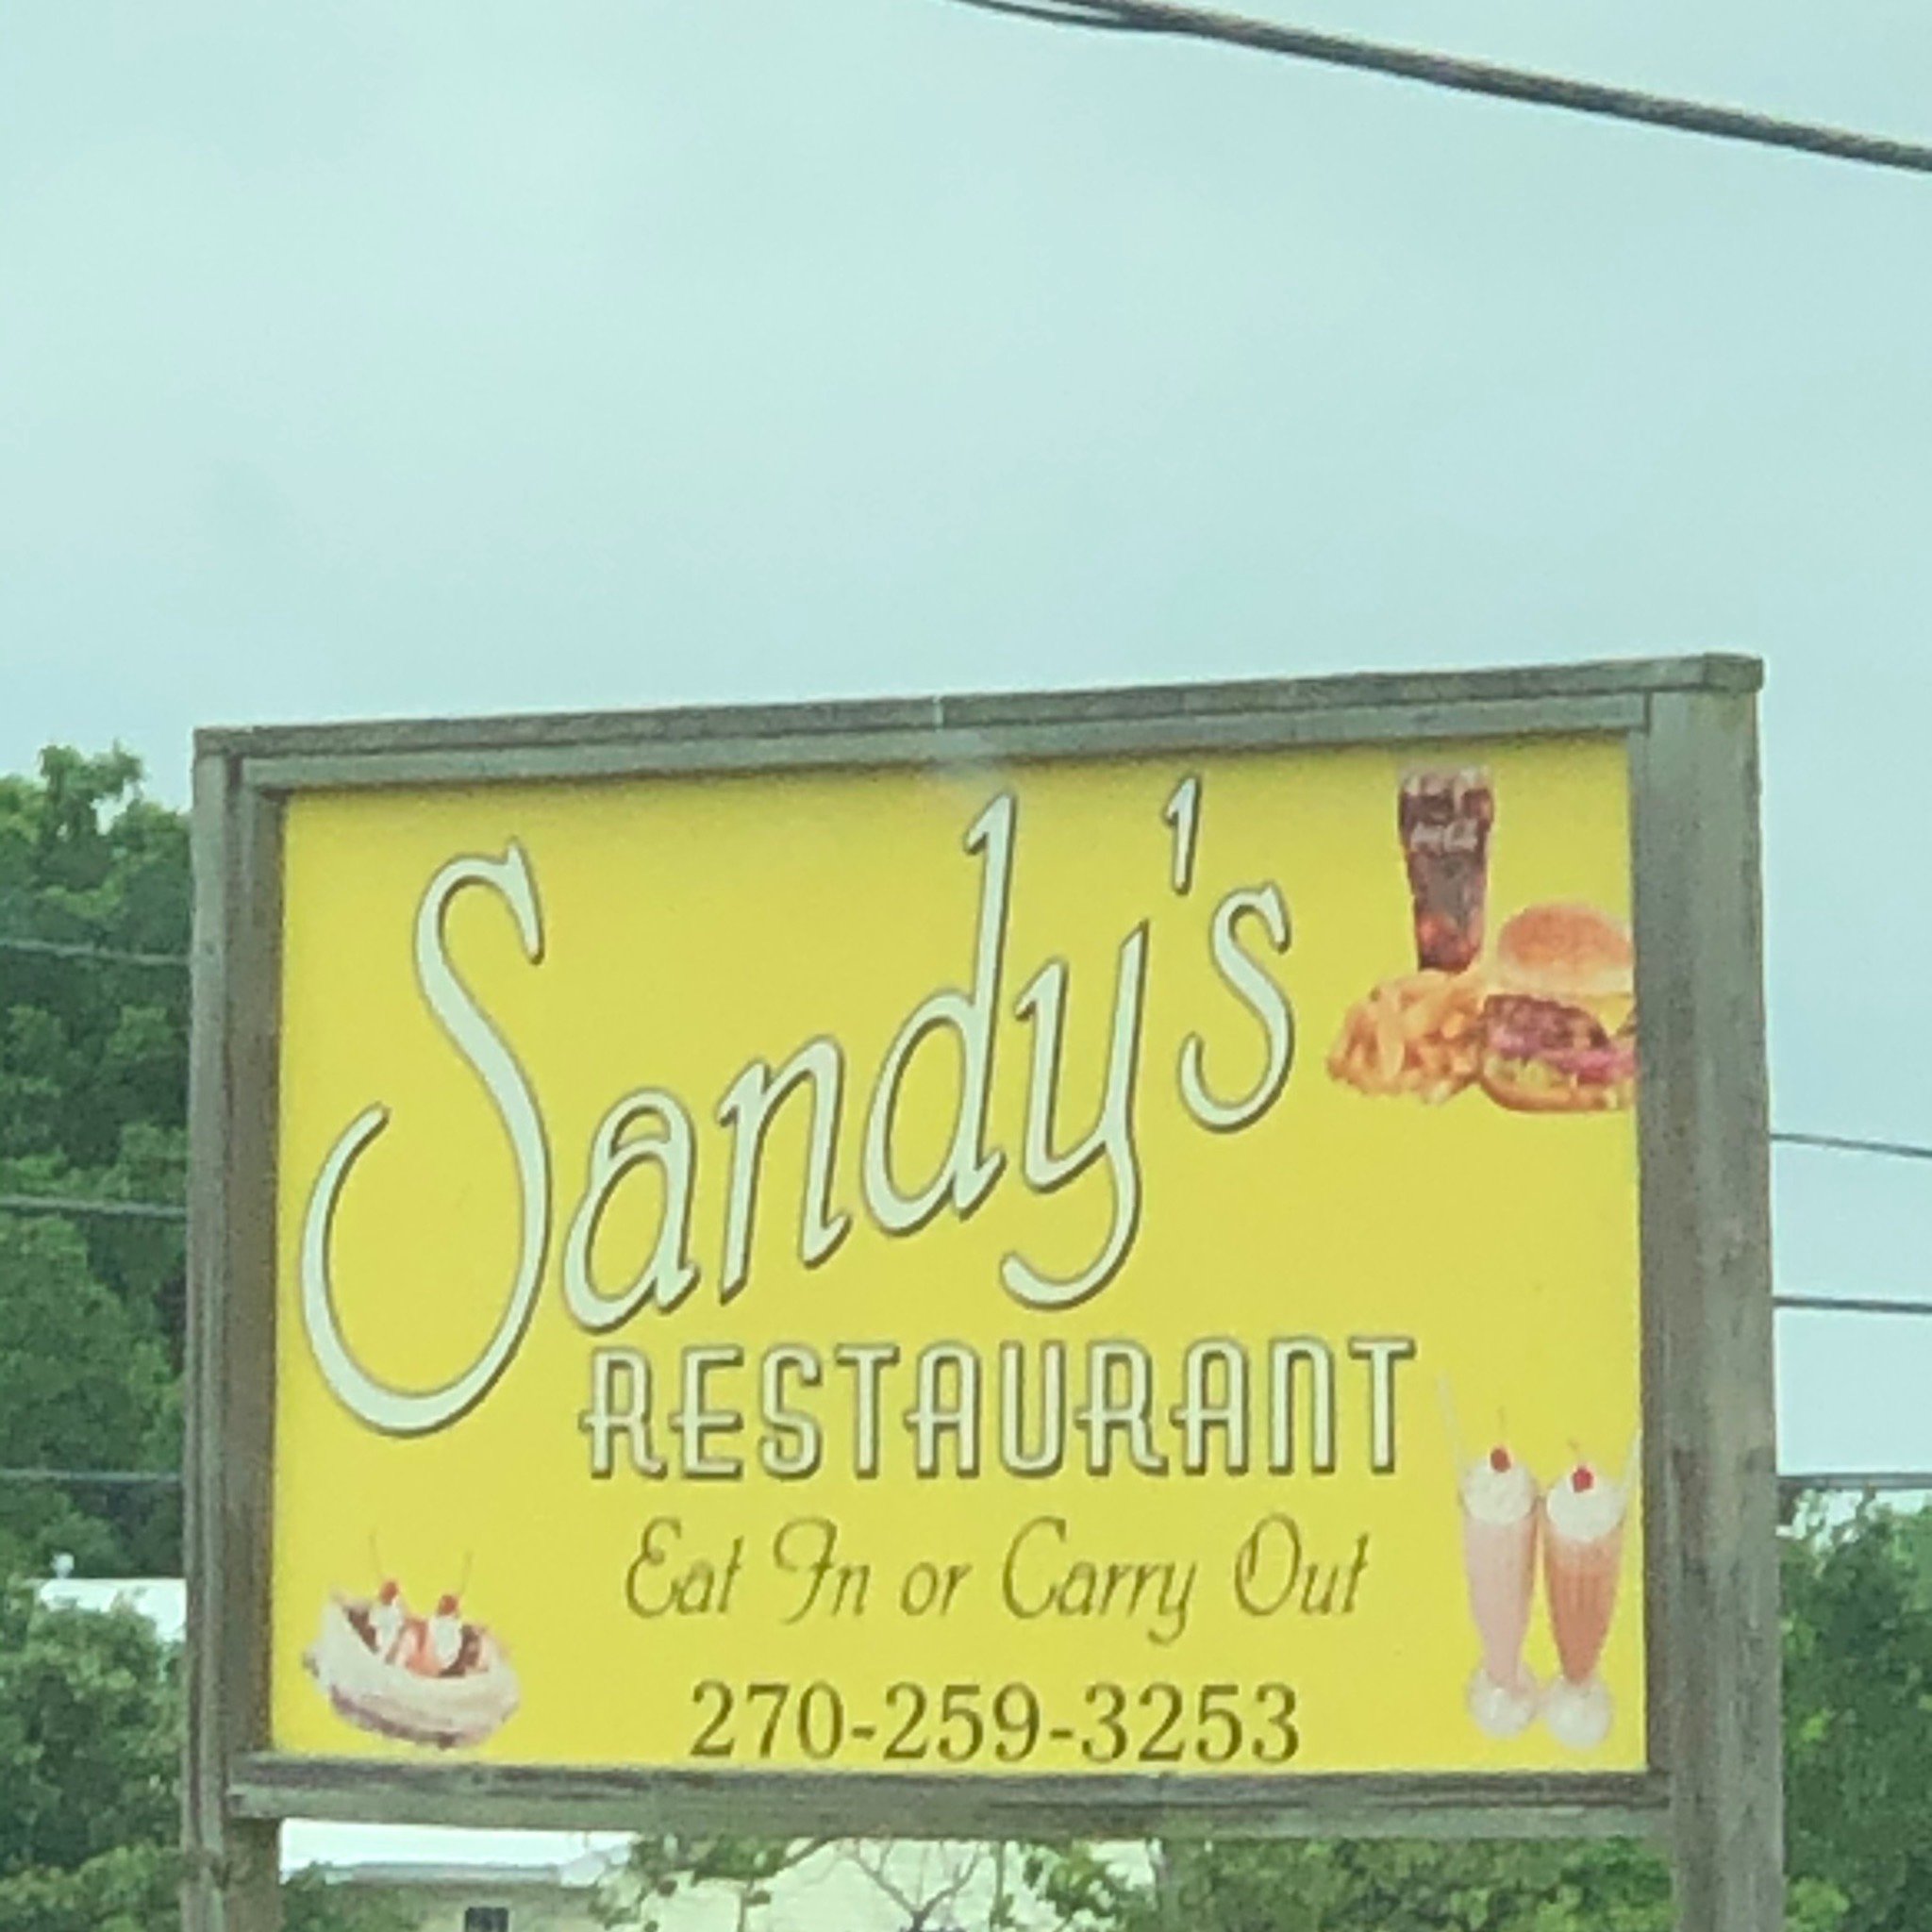 Sandy's
RESTAURANT
Eat In or Carry Out
270-259-3253